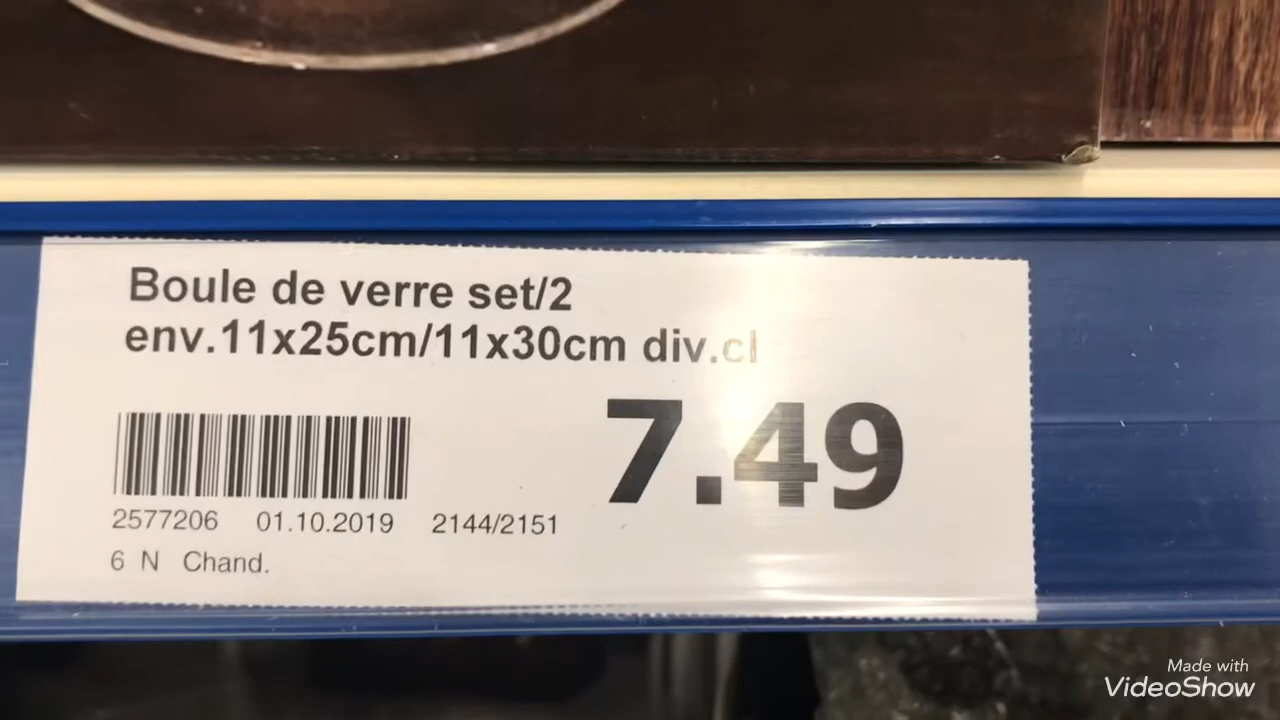 Boule de verre set/2
env.11x25cm/11x30cm div.cl
7.49
2577206 01.10.2019 2144/2151
6 N Chand.
Made with
VideoShow